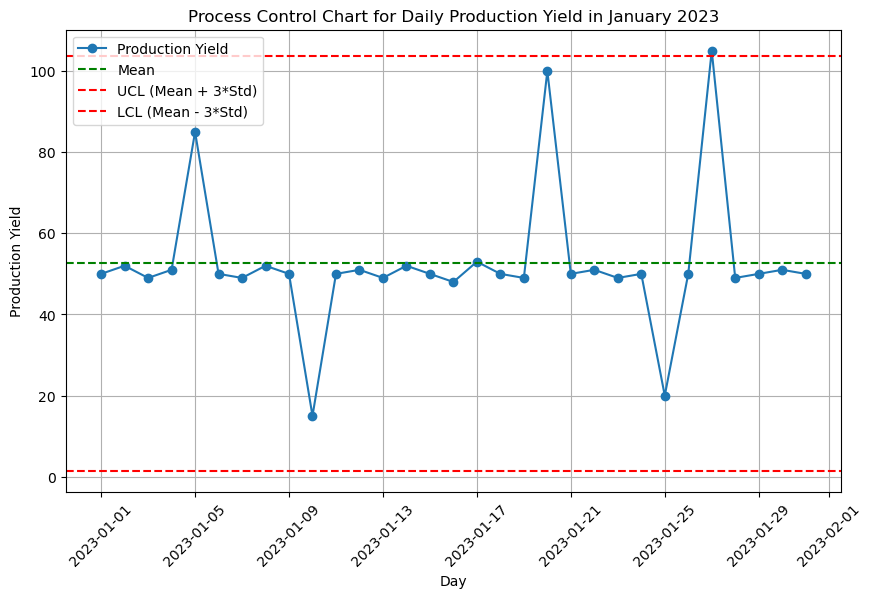 Process Control Chart for Daily Production Yield in January 2023
Production Yield
Mean
UCL (Mean + 3*Std)
LCL (Mean - 3*Std)
Production Yield
100
80
60
40
20
0
2023-01-01
2023-01-05
2023-01-09
2023-01-13
2023-01-17
2023-01-21
2023-01-25
2023-01-29
2023-02-01
Day